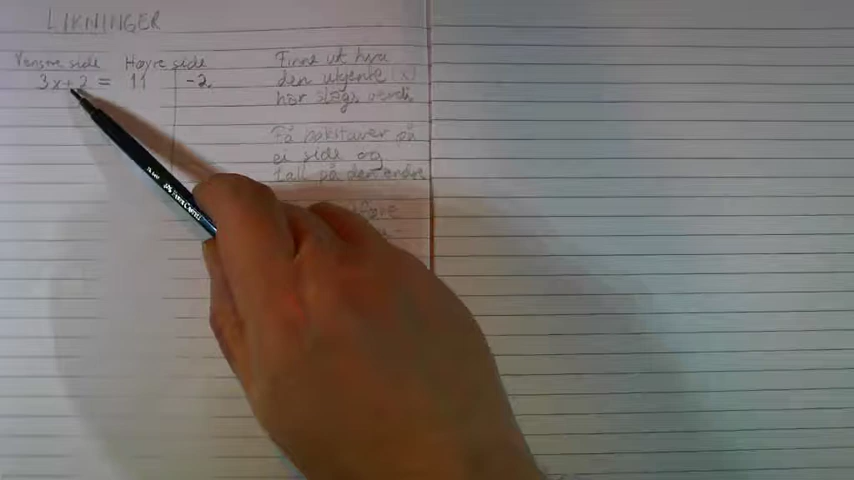 LIKNINGER
Venstre side Høyre side
3x + 2 = 11 | -2
Finne ut hva
den ukjente (x)
har slags verdi.
Få bokstaver på
ei side og
tall på den andre